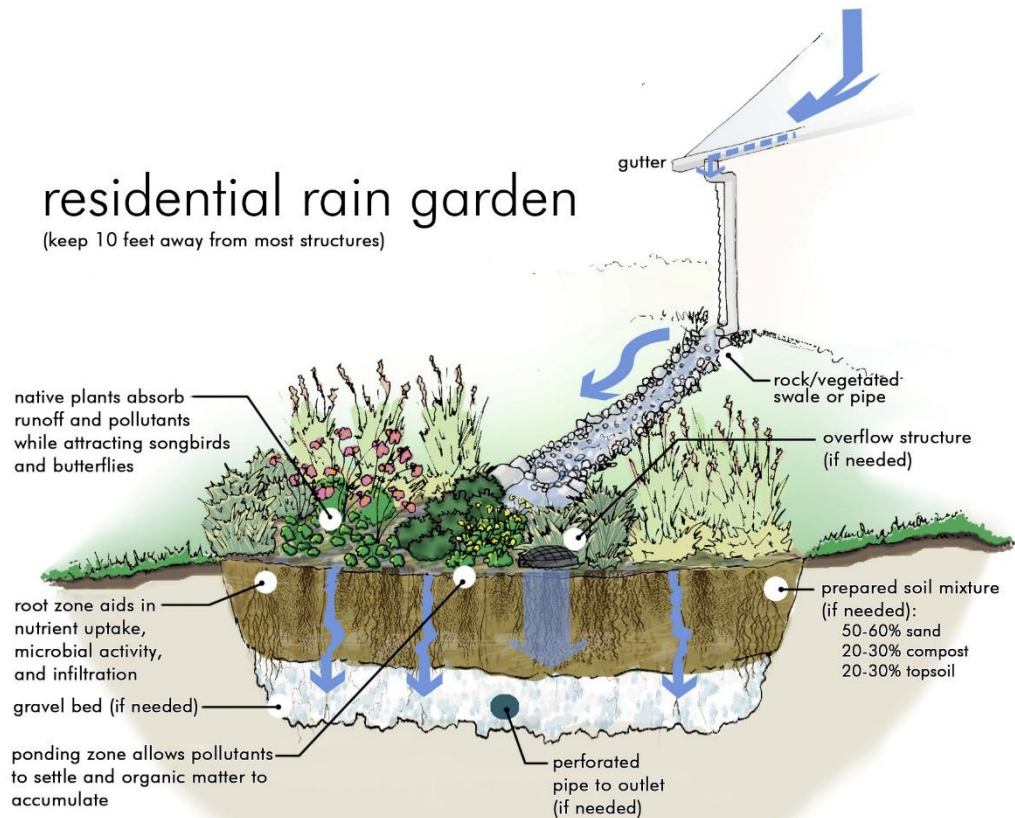 residential rain garden
(keep 10 feet away from most structures)
gutter
rock/vegetated
swale or pipe
overflow structure
(if needed)
native plants absorb
runoff and pollutants
while attracting songbirds
and butterflies
root zone aids in
nutrient uptake,
microbial activity,
and infiltration
gravel bed (if needed)
ponding zone allows pollutants
to settle and organic matter to
accumulate
prepared soil mixture
(if needed):
50-60% sand
20-30% compost
20-30% topsoil
perforated
pipe to outlet
(if needed)